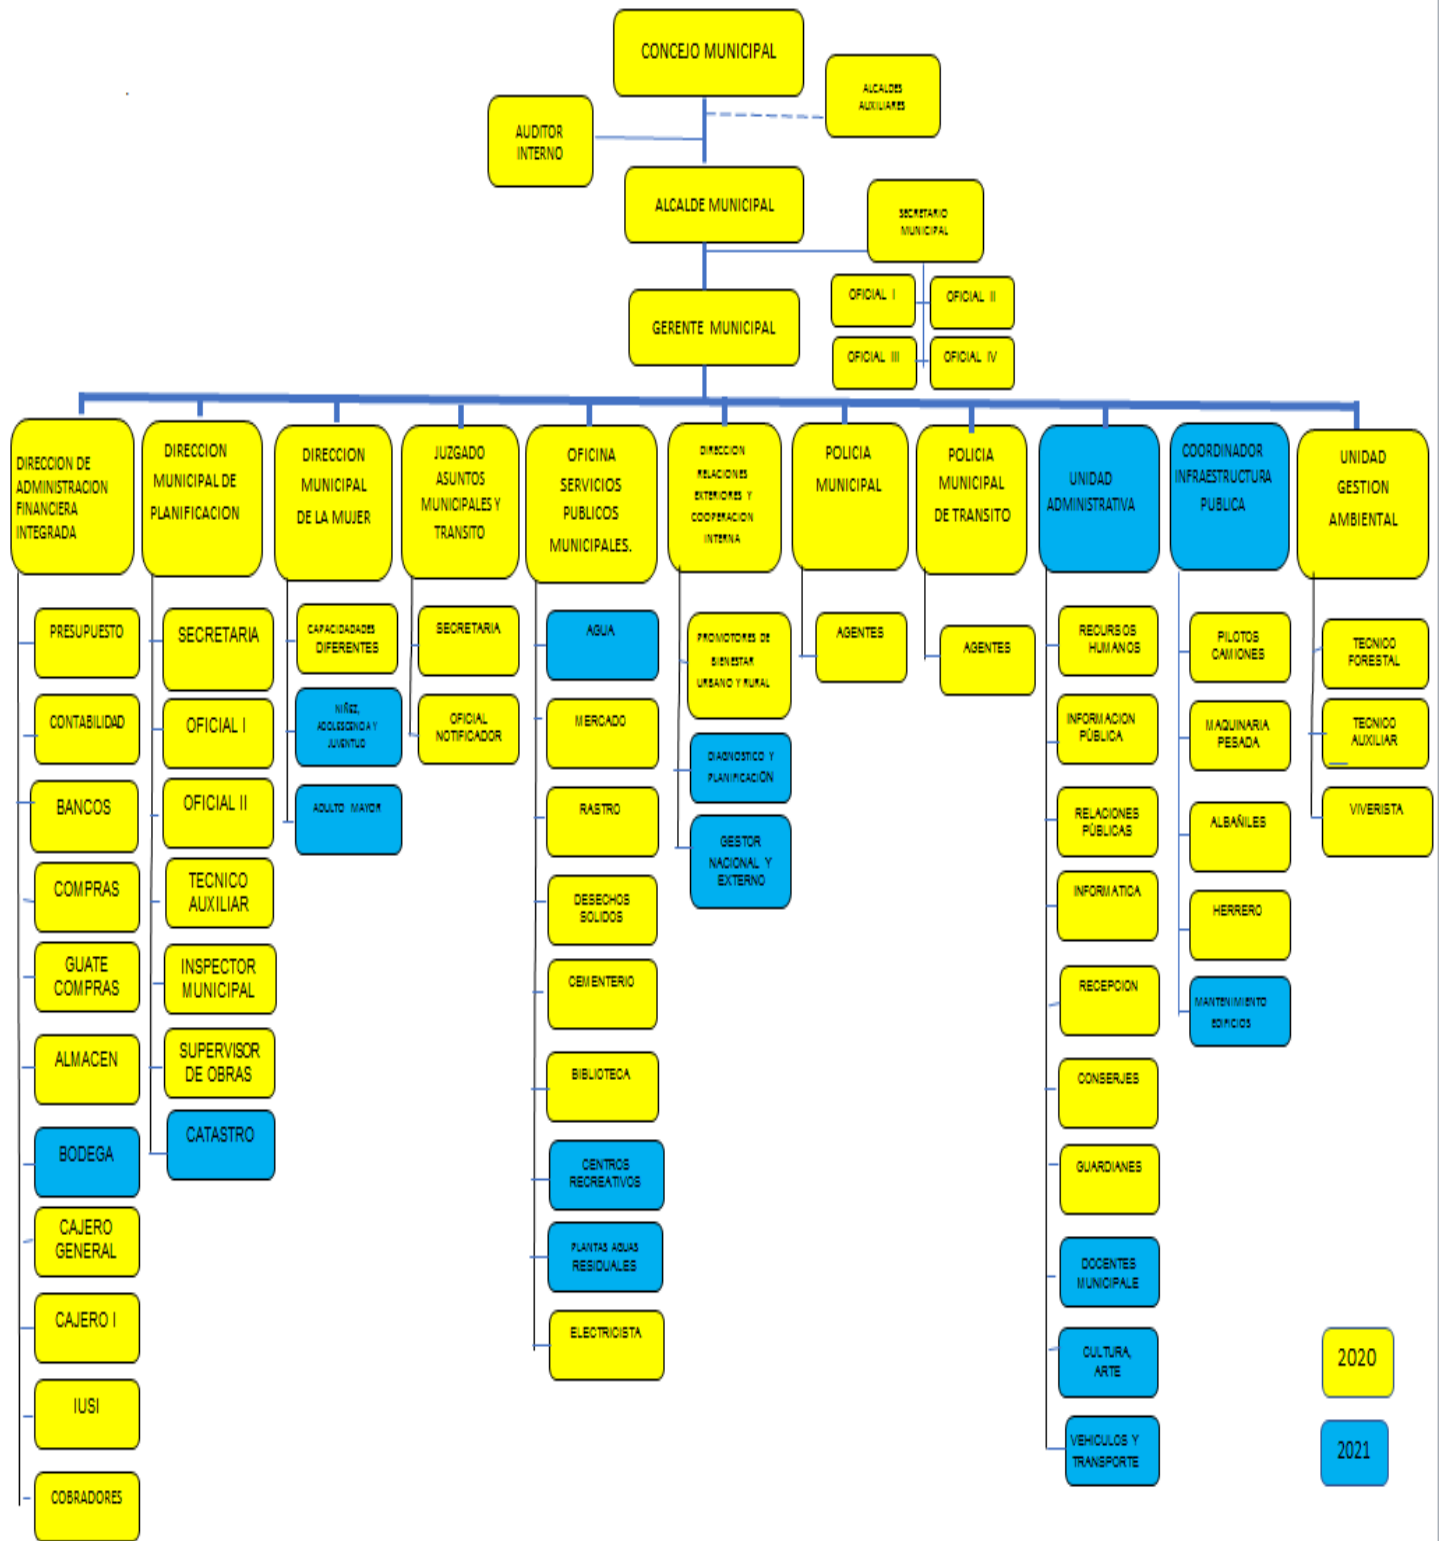 CONCEJO MUNICIPAL
ALCALDES
AUXILIARES
AUDITOR
INTERNO
ALCALDE MUNICIPAL
SECRETARIO
MUNICIPAL
OFICIAL I
OFICIAL II
GERENTE MUNICIPAL
OFICIAL III
OFICIAL IV
DIRECCION DE
ADMINISTRACION
FINANCIERA
INTEGRADA
PRESUPUESTO
CONTABILIDAD
BANCOS
COMPRAS
GUATE
COMPRAS
ALMACEN
BODEGA
CAJERO
GENERAL
CAJERO I
IUSI
COBRADORES
DIRECCION
MUNICIPAL DE
PLANIFICACION
SECRETARIA
OFICIAL I
OFICIAL II
TECNICO
AUXILIAR
INSPECTOR
MUNICIPAL
SUPERVISOR
DE OBRAS
CATASTRO
DIRECCION
MUNICIPAL
DE LA MUJER
CAPACIDADADES
DIFERENTES
NIÑEZ,
ADOLESCENCIA Y
JUVENTUD
ADULTO MAYOR
JUZGADO
ASUNTOS
MUNICIPALES Y
TRANSITO
SECRETARIA
OFICIAL
NOTIFICADOR
OFICINA
SERVICIOS
PUBLICOS
MUNICIPALES.
AGUA
MERCADO
RASTRO
DESECHOS
SOLIDOS
CEMENTERIO
BIBLIOTECA
CENTROS
RECREATIVOS
PLANTAS AGUAS
RESIDUALES
ELECTRICISTA
DIRECCION
RELACIONES
EXTERIORES Y
COOPERACION
INTERNA
PROMOTORES DE
BIENESTAR
URBANO Y RURAL
DIAGNOSTICO Y
PLANIFICACIÓN
GESTOR
NACIONAL Y
EXTERNO
POLICIA
MUNICIPAL
AGENTES
POLICIA
MUNICIPAL
DE TRANSITO
AGENTES
UNIDAD
ADMINISTRATIVA
RECURSOS
HUMANOS
INFORMACION
PÚBLICA
RELACIONES
PÚBLICAS
INFORMATICA
RECEPCION
CONSERJES
GUARDIANES
DOCENTES
MUNICIPALE
CULTURA,
ARTE
VEHICULOS Y
TRANSPORTE
COORDINADOR
INFRAESTRUCTURA
PUBLICA
PILOTOS
CAMIONES
MAQUINARIA
PESADA
ALBAÑILES
HERRERO
MANTENIMIENTO
EDIFICIOS
UNIDAD
GESTION
AMBIENTAL
TECNICO
FORESTAL
TECNICO
AUXILIAR
VIVERISTA
2020
2021